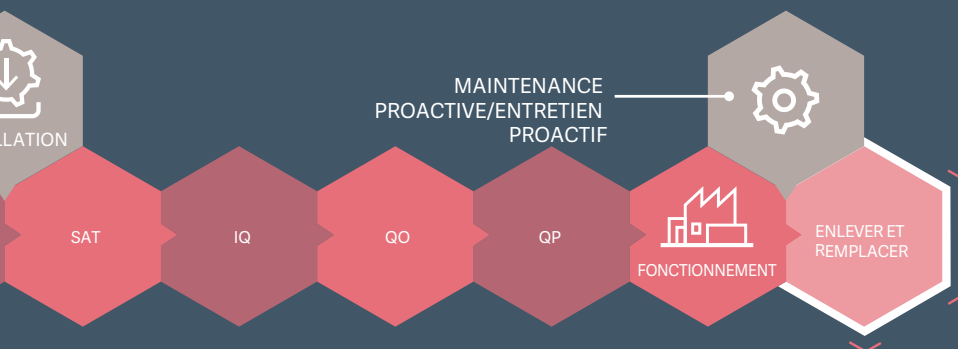 MAINTENANCE
PROACTIVE/ENTRETIEN
PROACTIF
LLATION
SAT
IQ
QO
QP
FONCTIONNEMENT
ENLEVER ET
REMPLACER